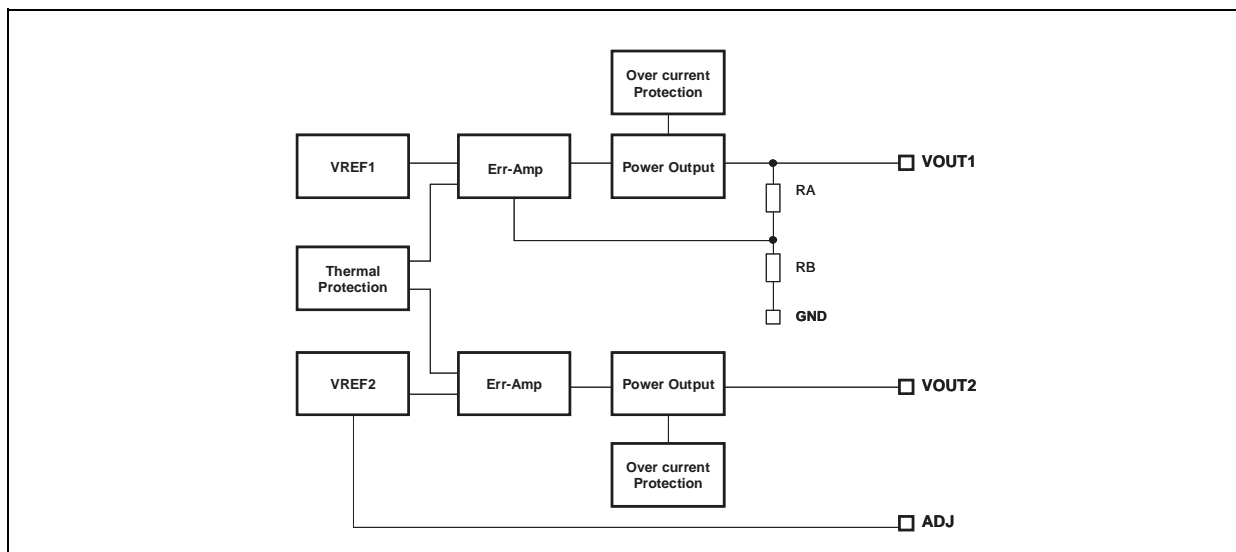 Over current
Protection
VREF1
Err-Amp
Power Output
VOUT1
RA
Thermal
Protection
RB
GND
VREF2
Err-Amp
Power Output
VOUT2
Over current
Protection
ADJ